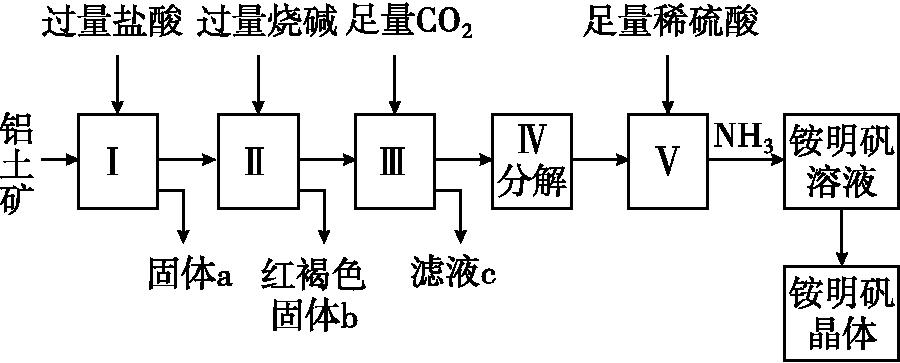 过量盐酸 过量烧碱 足量CO₂ 足量稀硫酸
铝土矿 Ⅰ Ⅱ Ⅲ Ⅳ分解 Ⅴ NH₃ 铵明矾溶液
固体a 红褐色固体b 滤液c 铵明矾晶体